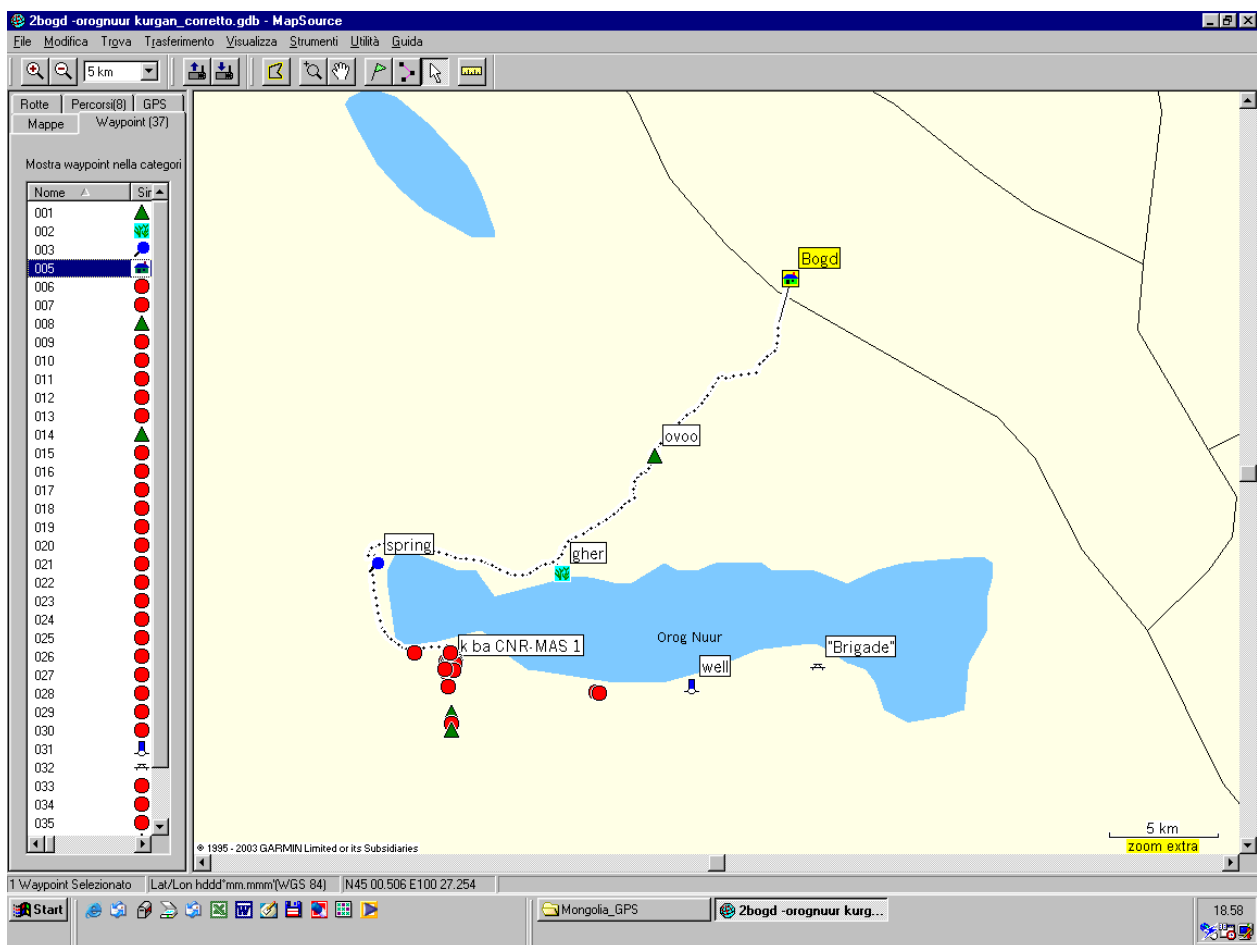 2bogd -orognuur kurgan_corretto.gdb - MapSource
File Modifica Trova Trasferimento Visualizza Strumenti Utilità Guida
5 km
Rotte Percorsi(8) GPS
Mappe Waypoint (37)
Mostra waypoint nella categori
Nome Sir
001
002
003
005
006
007
008
009
010
011
012
013
014
015
016
017
018
019
020
021
022
023
024
025
026
027
028
029
030
031
032
033
034
035
Bogd
ovoo
spring
gher
k ba CNR-MAS 1
Orog Nuur
"Brigade"
well
5 km
zoom extra
© 1995 - 2003 GARMIN Limited or its Subsidiaries
1 Waypoint Selezionato Lat/Lon hddd°mm.mmm'(WGS 84) N45 00.506 E100 27.254
Start Mongolia_GPS 2bogd -orognuur kurg... 18.58